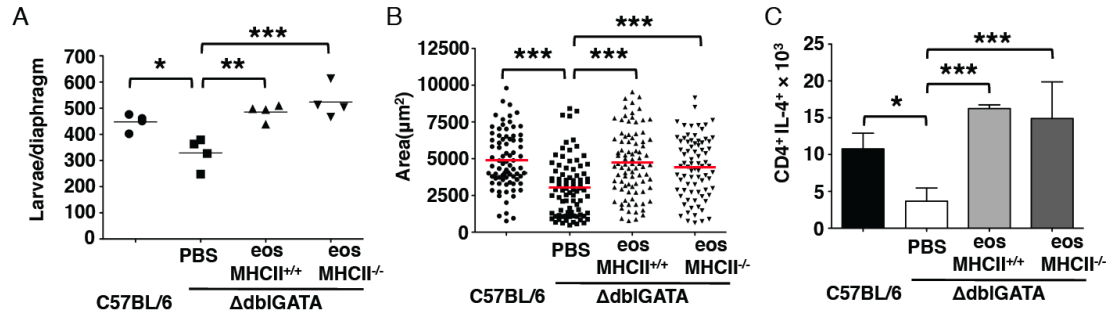 A
***
*
**
Larvae/diaphragm
700
600
500
400
300
200
100
0
PBS
eos
MHCII+/+
eos
MHCII-/-
C57BL/6
ΔdblGATA
B
***
***
***
Area(µm²)
12500
10000
7500
5000
2500
0
PBS
eos
MHCII+/+
eos
MHCII-/-
C57BL/6
ΔdblGATA
C
***
***
*
CD4+ IL-4+ × 10³
25
20
15
10
5
0
PBS
eos
MHCII+/+
eos
MHCII-/-
C57BL/6
ΔdblGATA